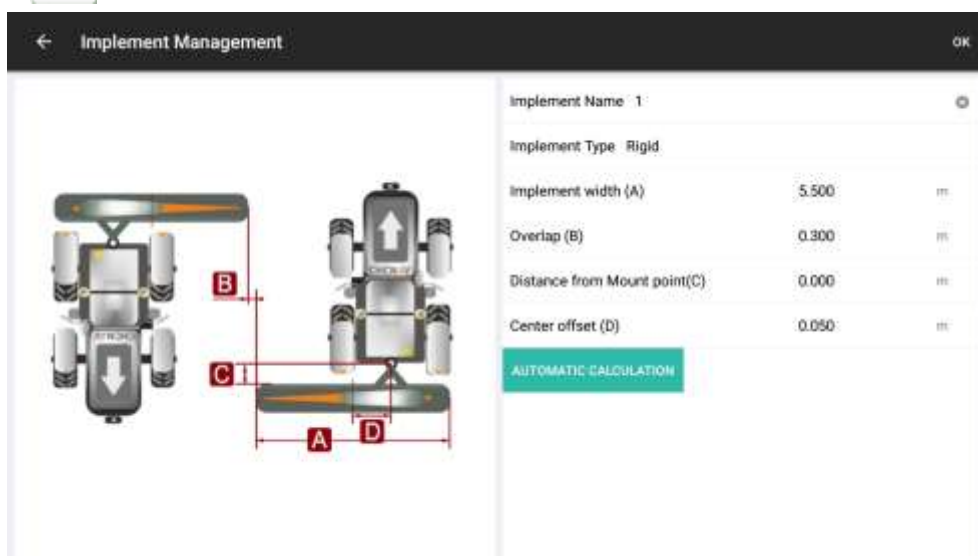 Implement Management
OK
Implement Name 1
Implement Type Rigid
Implement width (A) 5.500 m
Overlap (B) 0.300 m
Distance from Mount point(C) 0.000 m
Center offset (D) 0.050 m
AUTOMATIC CALCULATION
B
C
D
A